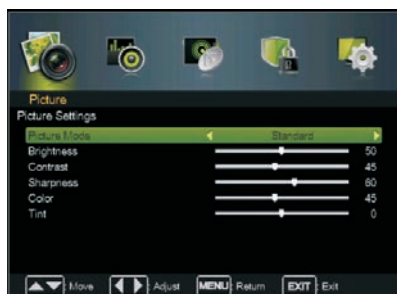 Picture
Picture Settings
Picture Mode Standard
Brightness 50
Contrast 45
Sharpness 60
Color 45
Tint 0
Move Adjust MENU Return EXIT Exit